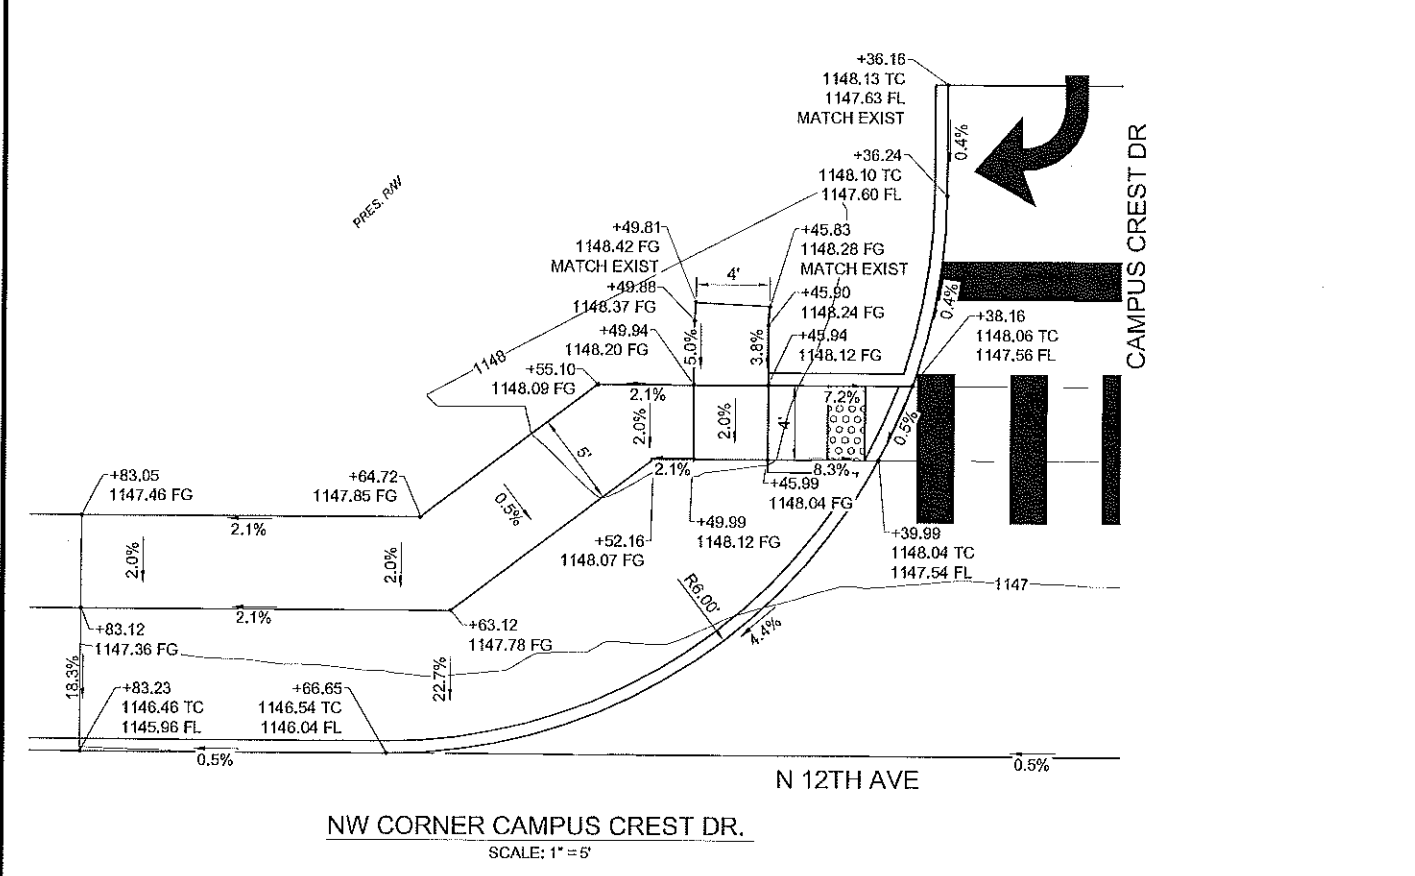 +36.16
1148.13 TC
1147.63 FL
MATCH EXIST
0.4%
CAMPUS CREST DR
+36.24
1148.10 TC
1147.60 FL
PRES. R/W
+49.81
1148.42 FG
MATCH EXIST
+45.83
1148.28 FG
MATCH EXIST
4'
+49.88
1148.37 FG
+45.90
1148.24 FG
0.4%
+49.94
1148.20 FG
5.0%
3.8%
+45.94
1148.12 FG
+38.16
1148.06 TC
1147.56 FL
1148
+55.10
1148.09 FG
2.1%
7.2%
2.0%
2.0%
4'
0.5%
5'
2.1%
8.3%
+83.05
1147.46 FG
+64.72
1147.85 FG
+45.99
1148.04 FG
0.5%
2.1%
+49.99
1148.12 FG
+52.16
1148.07 FG
+39.99
1148.04 TC
1147.54 FL
2.0%
2.0%
1147
R6.00'
2.1%
+83.12
1147.36 FG
+63.12
1147.78 FG
4.4%
18.3%
22.7%
+83.23
1146.46 TC
1145.96 FL
+66.65
1146.54 TC
1146.04 FL
0.5%
0.5%
N 12TH AVE
NW CORNER CAMPUS CREST DR.
SCALE: 1" = 5'